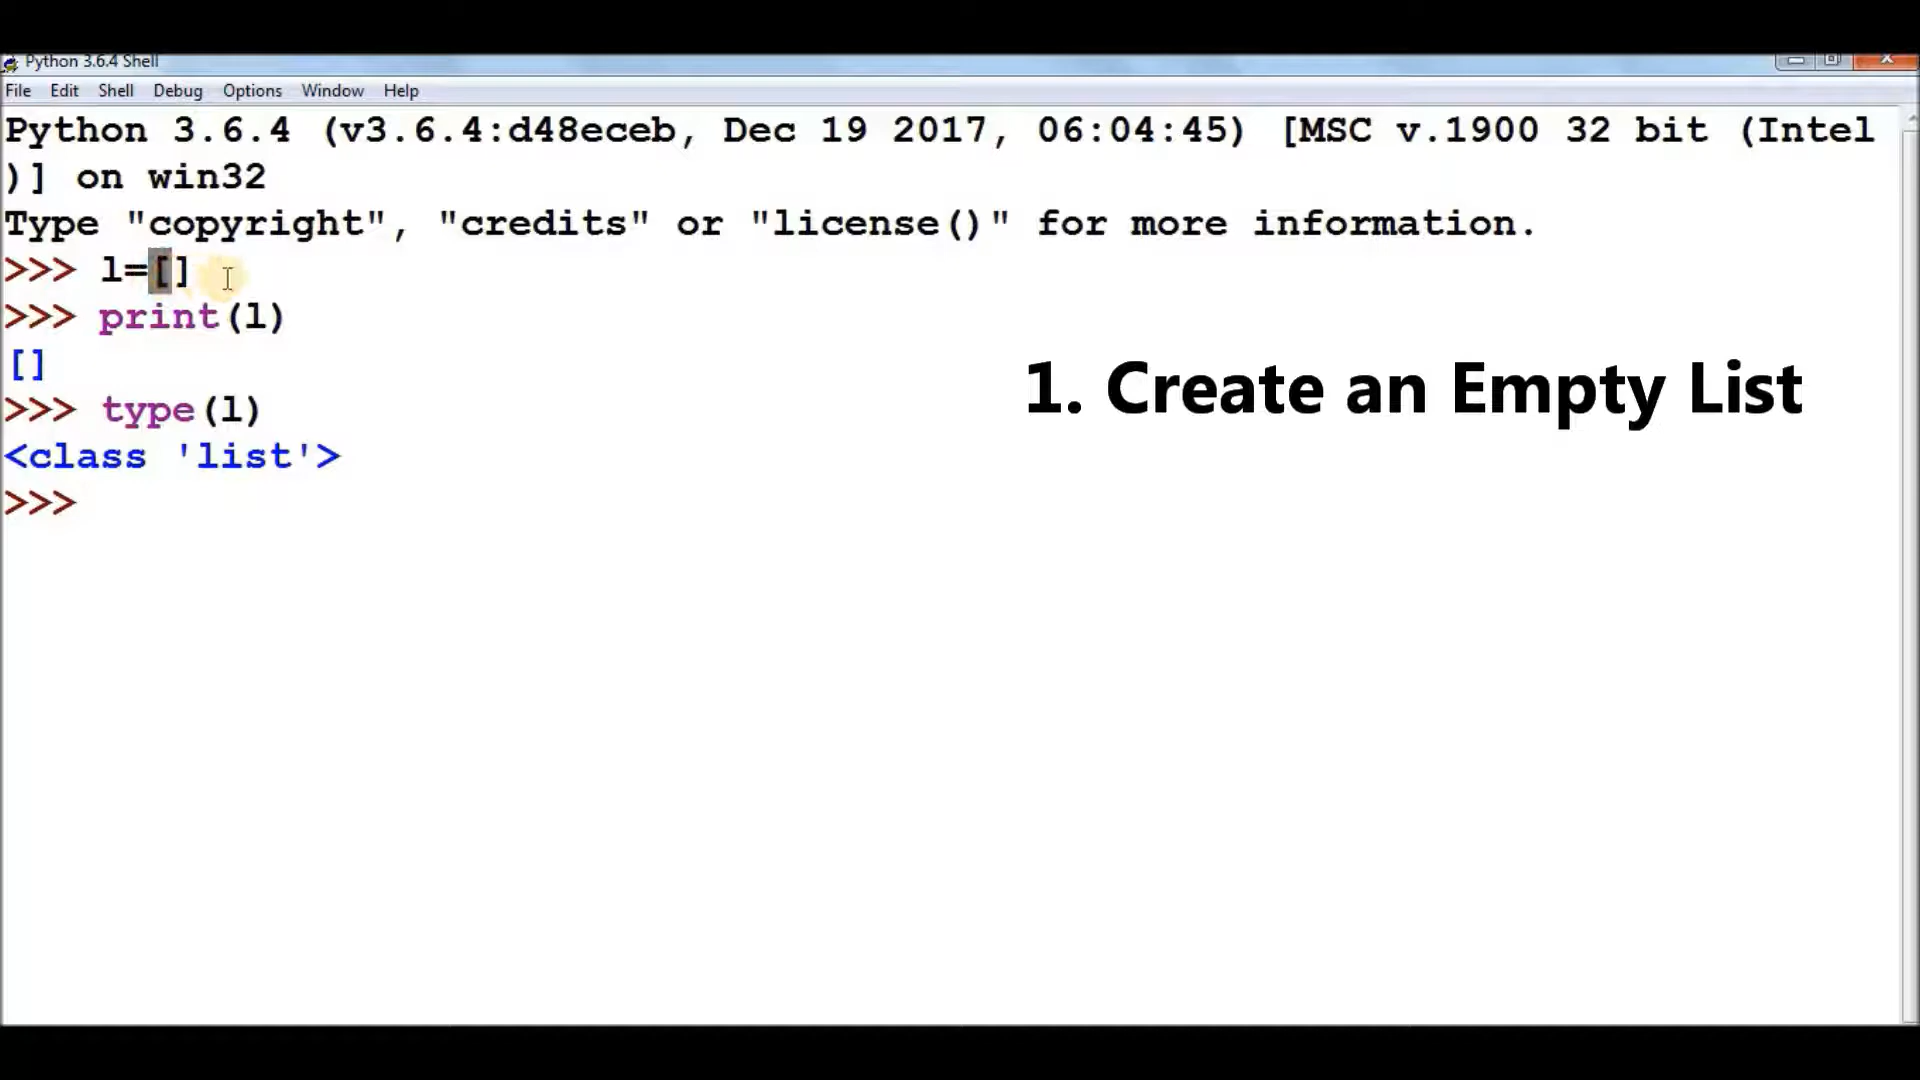 Python 3.6.4 Shell
File Edit Shell Debug Options Window Help
Python 3.6.4 (v3.6.4:d48eceb, Dec 19 2017, 06:04:45) [MSC v.1900 32 bit (Intel
)] on win32
Type "copyright", "credits" or "license()" for more information.
>>> l=[]
>>> print(l)
[]
1. Create an Empty List
>>> type(l)
<class 'list'>
>>>